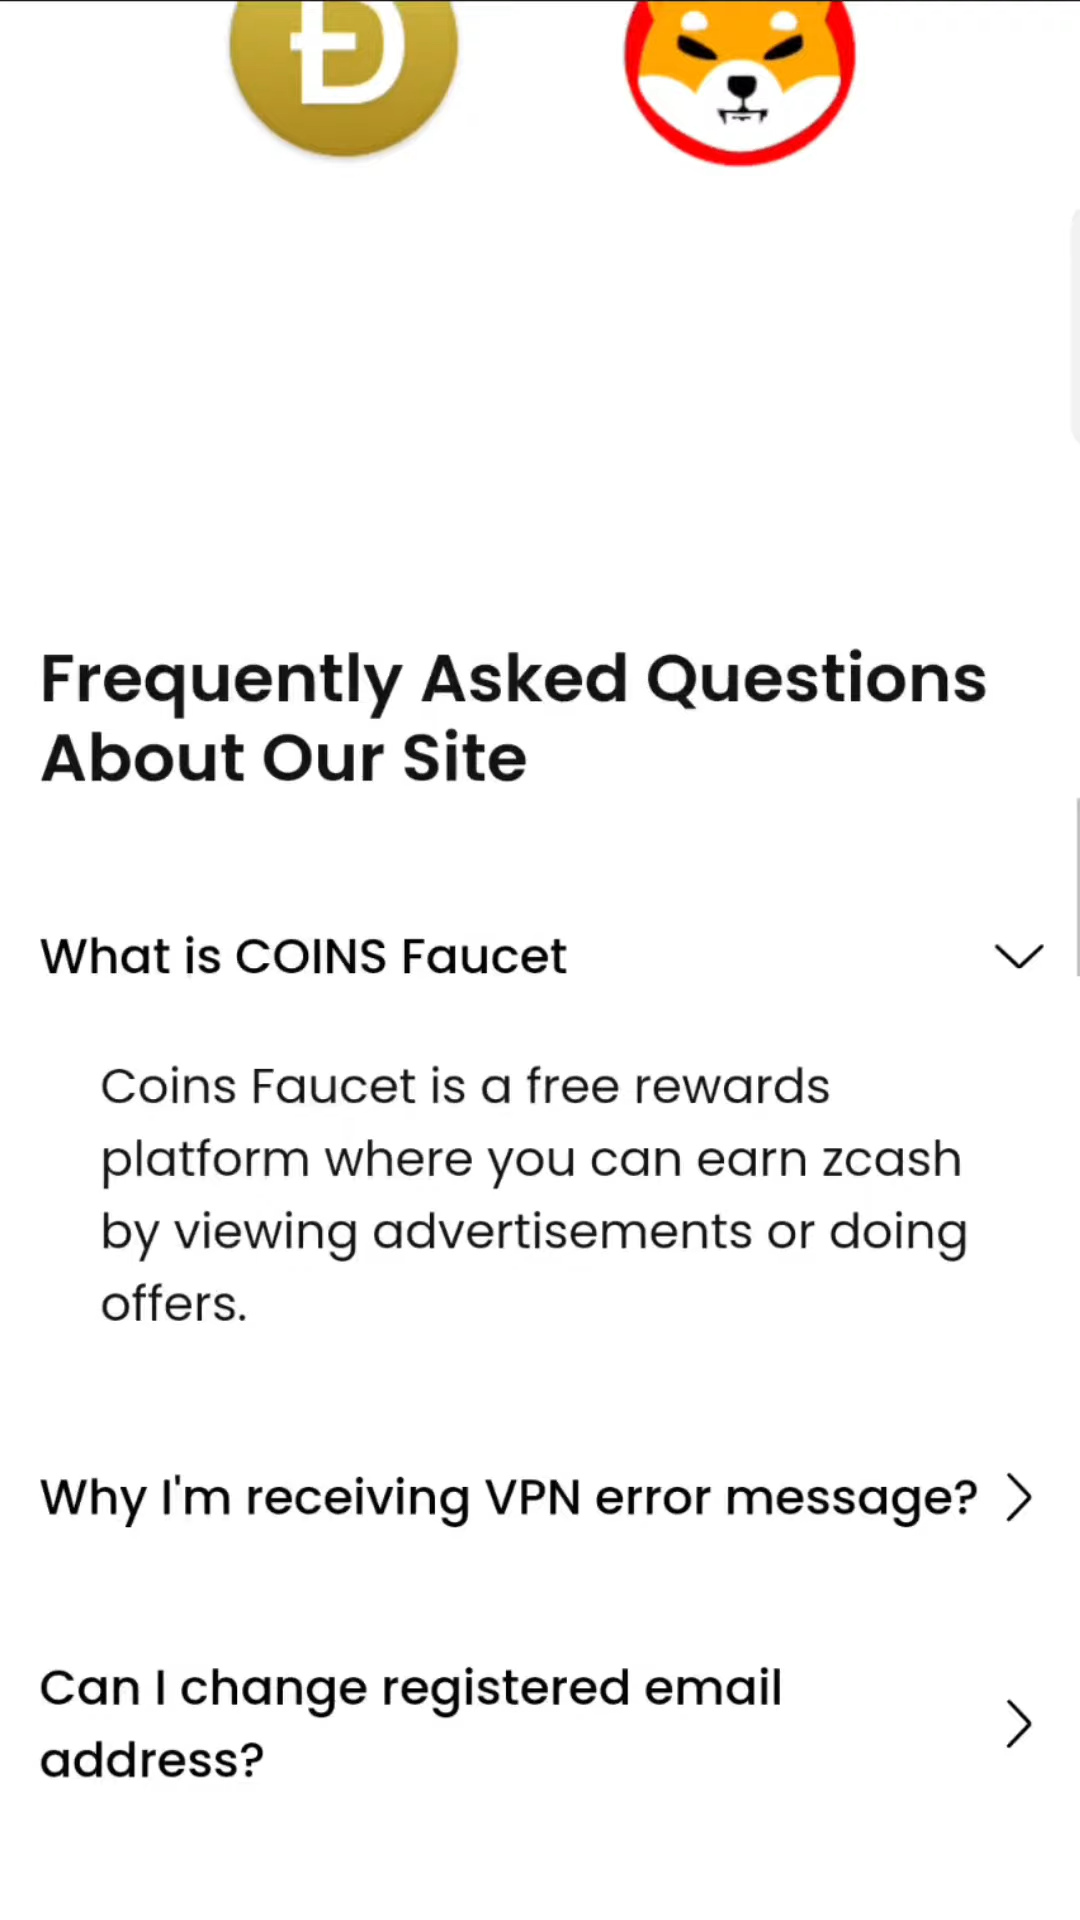 Frequently Asked Questions
About Our Site
What is COINS Faucet
Coins Faucet is a free rewards
platform where you can earn zcash
by viewing advertisements or doing
offers.
Why I'm receiving VPN error message?
Can I change registered email
address?